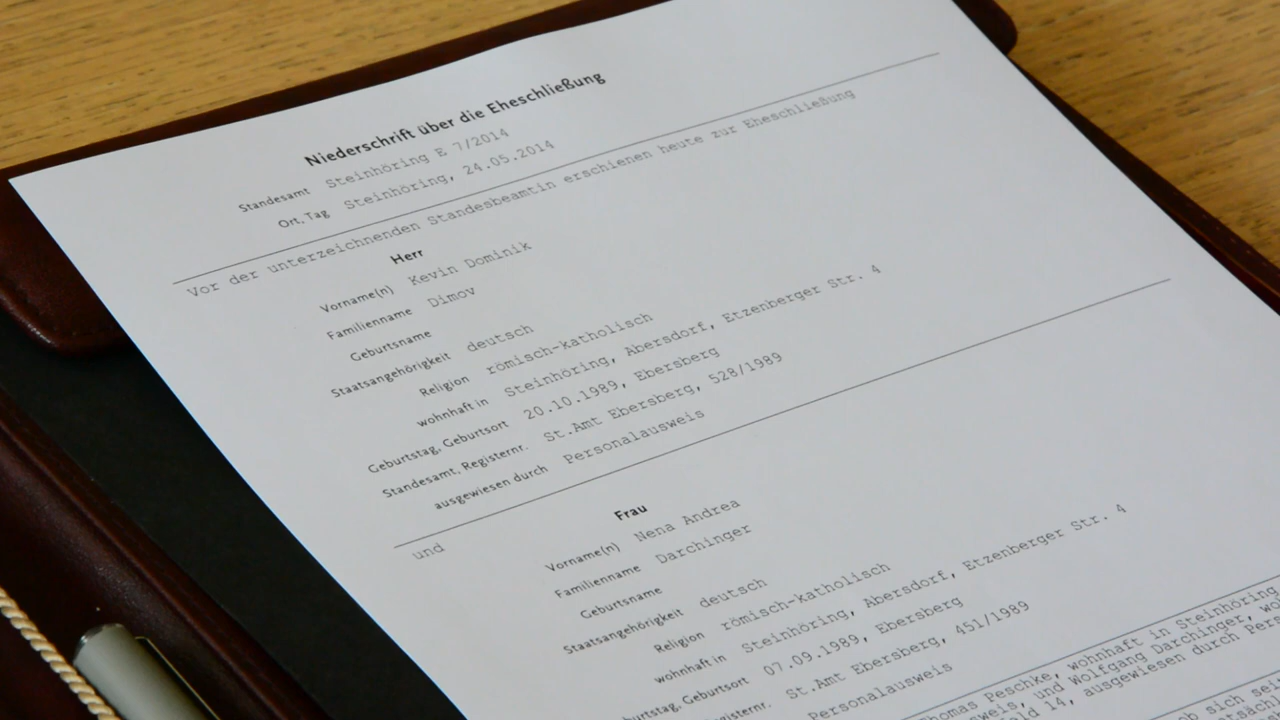 Niederschrift über die Eheschließung
Standesamt Steinhöring E 7/2014
Ort, Tag Steinhöring, 24.05.2014
Vor der unterzeichnenden Standesbeamtin erschienen heute zur Eheschließung
Herr
Vorname(n) Kevin Dominik
Familienname Dimov
Geburtsname
Staatsangehörigkeit deutsch
Religion römisch-katholisch
wohnhaft in Steinhöring, Abersdorf, Etzenberger Str. 4
Geburtstag, Geburtsort 20.10.1989, Ebersberg
Standesamt, Registernr. St.Amt Ebersberg, 528/1989
ausgewiesen durch Personalausweis
und
Frau
Vorname(n) Nena Andrea
Familienname Darchinger
Geburtsname
Staatsangehörigkeit deutsch
Religion römisch-katholisch
wohnhaft in Steinhöring, Abersdorf, Etzenberger Str. 4
Geburtsort 07.09.1989, Ebersberg
St.Amt Ebersberg, 451/1989
Personalausweis
Peschke, wohnhaft in Steinhöring
und Wolfgang Darchinger,
14, ausgewiesen durch
sich